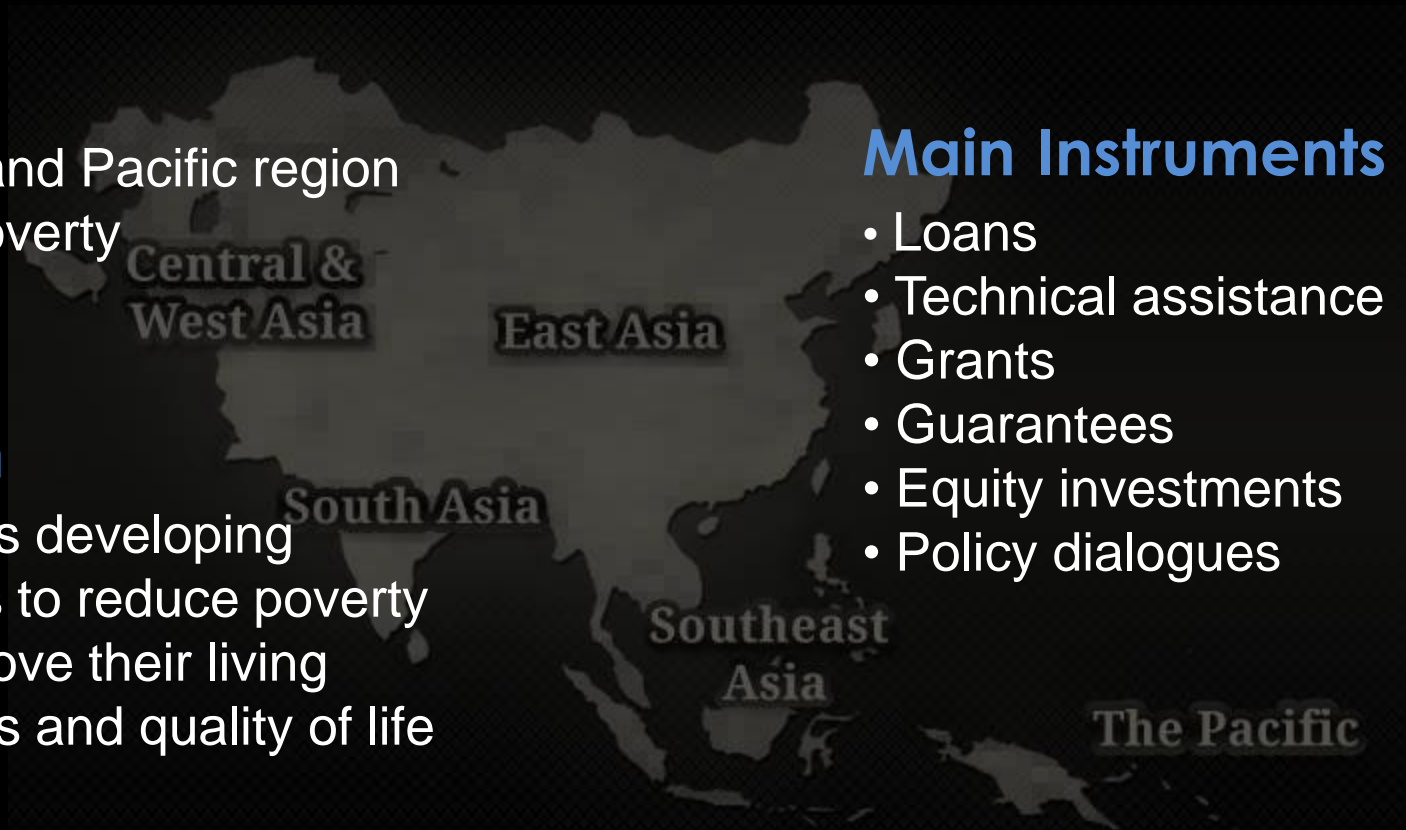 and Pacific region
overty
s developing
s to reduce poverty
ove their living
s and quality of life
Main Instruments
• Loans
• Technical assistance
• Grants
• Guarantees
• Equity investments
• Policy dialogues
Central &
West Asia
East Asia
South Asia
Southeast
Asia
The Pacific